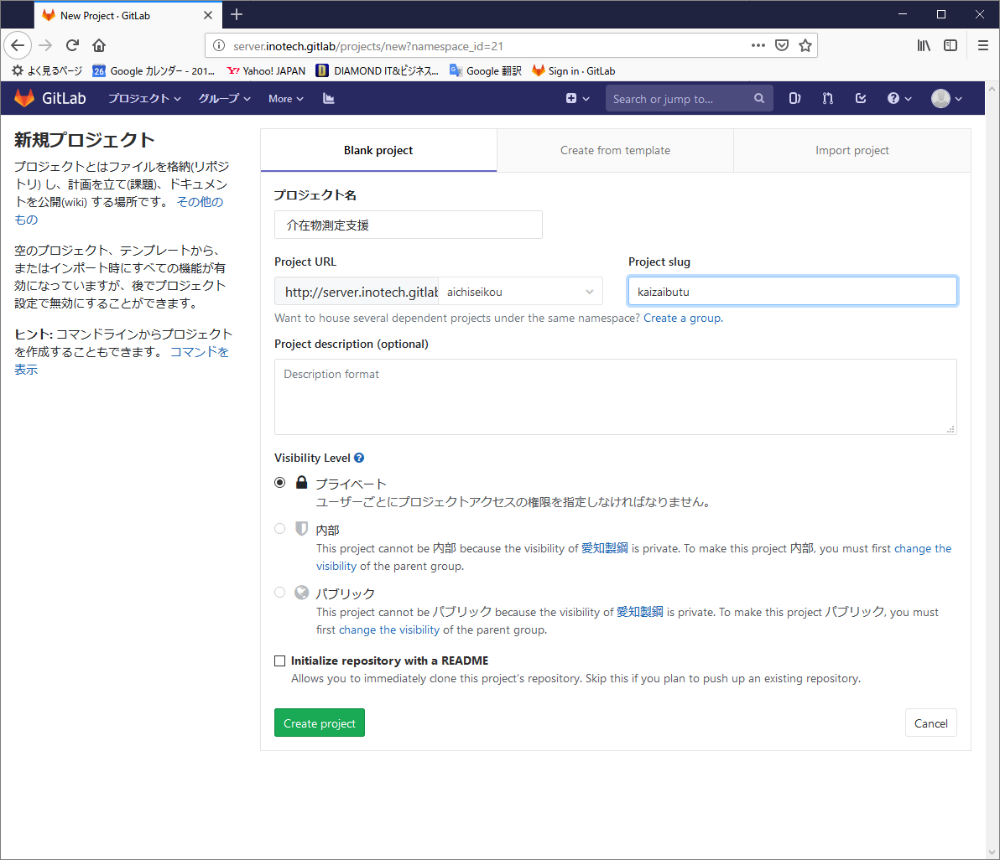 New Project · GitLab
server.inotech.gitlab/projects/new?namespace_id=21
よく見るページ
26 Google カレンダー - 201...
Yahoo! JAPAN
DIAMOND IT&ビジネス...
Google 翻訳
Sign in · GitLab
GitLab
プロジェクト
グループ
More
Search or jump to...
新規プロジェクト
プロジェクトとはファイルを格納(リポジ
トリ) し、計画を立て(課題)、ドキュメン
トを公開(wiki) する場所です。 その他の
もの
空のプロジェクト、テンプレートから、
またはインポート時にすべての機能が有
効になっていますが、後でプロジェクト
設定で無効にすることができます。
ヒント: コマンドラインからプロジェクト
を作成することもできます。 コマンドを
表示
Blank project
Create from template
Import project
プロジェクト名
介在物測定支援
Project URL
Project slug
http://server.inotech.gitlab
aichiseikou
kaizaibutu
Want to house several dependent projects under the same namespace? Create a group.
Project description (optional)
Description format
Visibility Level
プライベート
ユーザーごとにプロジェクトアクセスの権限を指定しなければなりません。
内部
This project cannot be 内部 because the visibility of 愛知製鋼 is private. To make this project 内部, you must first change the
visibility of the parent group.
パブリック
This project cannot be パブリック because the visibility of 愛知製鋼 is private. To make this project パブリック, you must
first change the visibility of the parent group.
Initialize repository with a README
Allows you to immediately clone this project's repository. Skip this if you plan to push up an existing repository.
Create project
Cancel